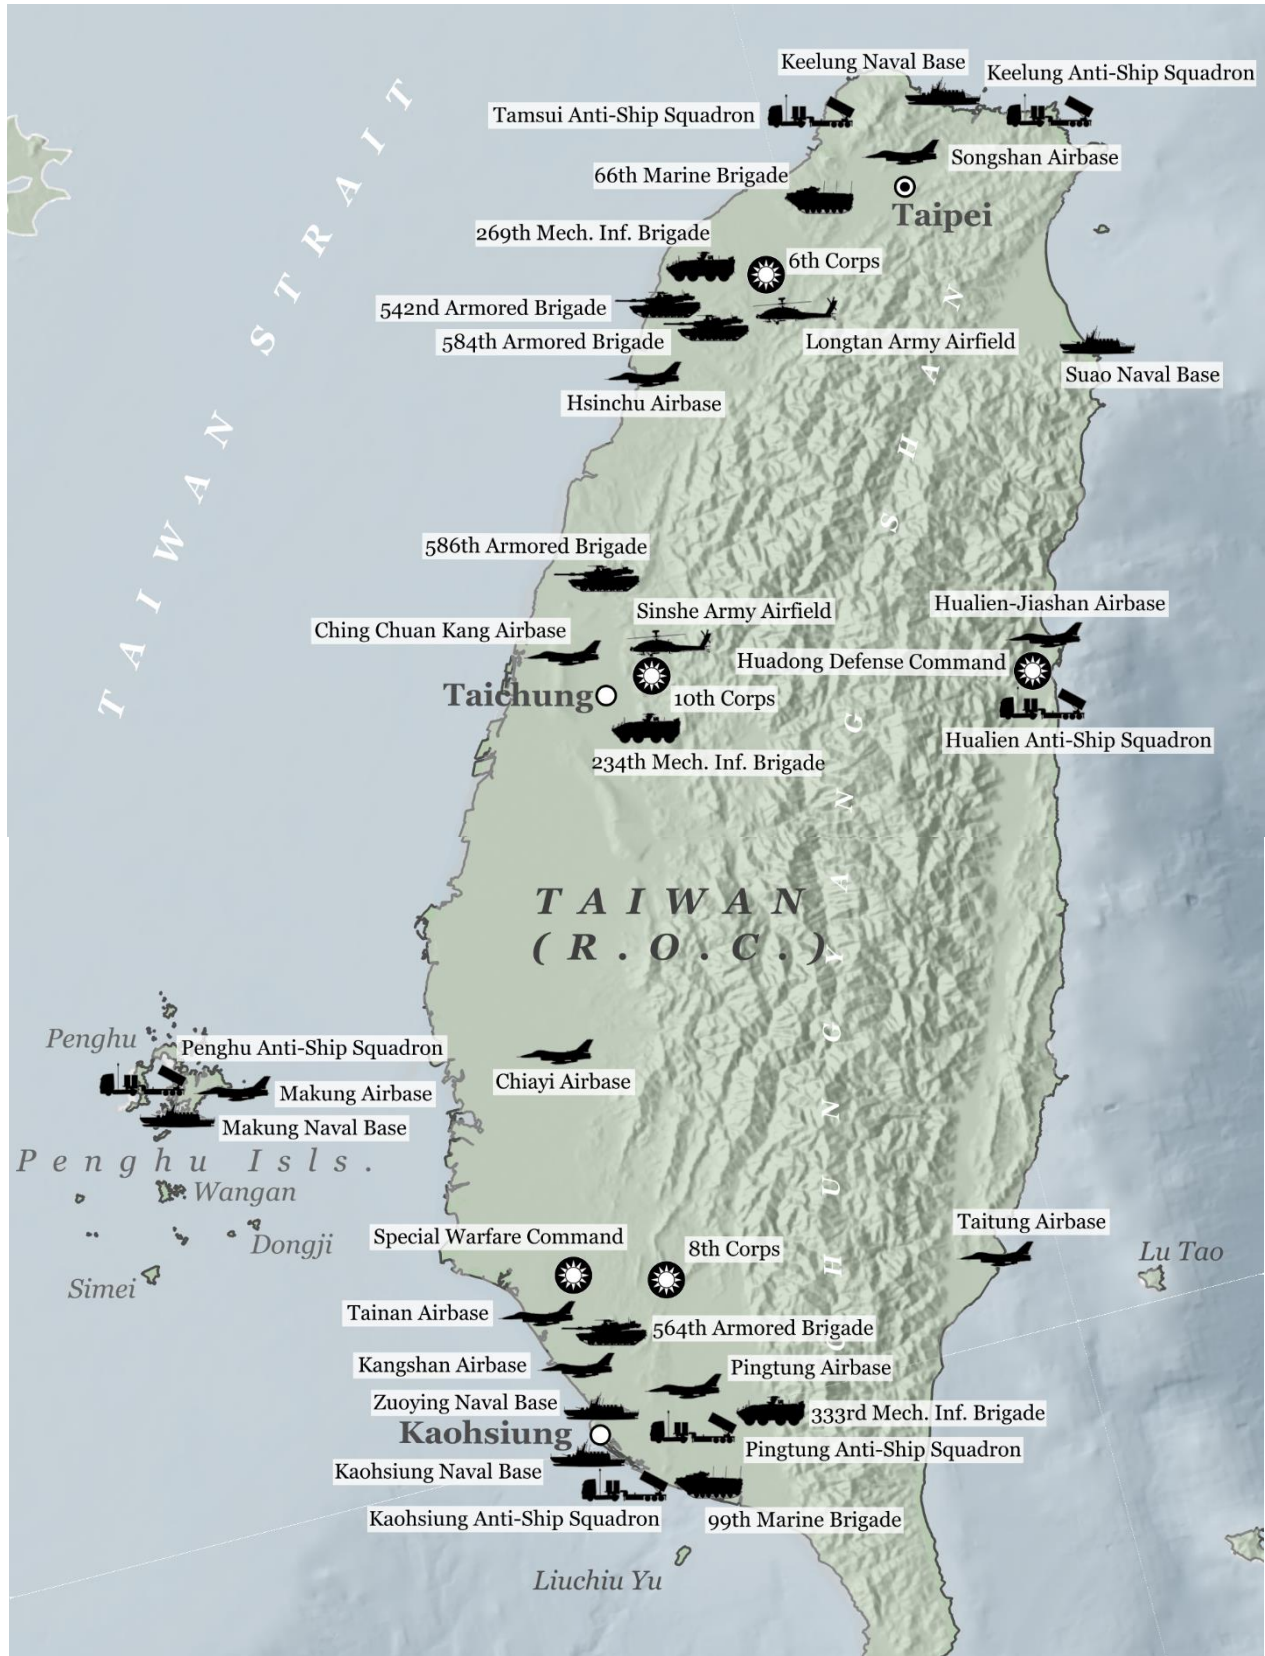 Keelung Naval Base
Keelung Anti-Ship Squadron
Tamsui Anti-Ship Squadron
Songshan Airbase
66th Marine Brigade
Taipei
269th Mech. Inf. Brigade
6th Corps
542nd Armored Brigade
584th Armored Brigade
Longtan Army Airfield
Suao Naval Base
Hsinchu Airbase
TAIWAN STRAIT
586th Armored Brigade
Hualien-Jiashan Airbase
Sinshe Army Airfield
Ching Chuan Kang Airbase
Huadong Defense Command
Taichung
10th Corps
Hualien Anti-Ship Squadron
234th Mech. Inf. Brigade
CHUNGYANG SHAN
TAIWAN
(R.O.C.)
Penghu
Penghu Anti-Ship Squadron
Chiayi Airbase
Makung Airbase
Makung Naval Base
Penghu Isls.
Wangan
Dongji
Simei
Taitung Airbase
Lu Tao
Special Warfare Command
8th Corps
Tainan Airbase
564th Armored Brigade
Kangshan Airbase
Pingtung Airbase
Zuoying Naval Base
333rd Mech. Inf. Brigade
Kaohsiung
Pingtung Anti-Ship Squadron
Kaohsiung Naval Base
Kaohsiung Anti-Ship Squadron
99th Marine Brigade
Liuchiu Yu